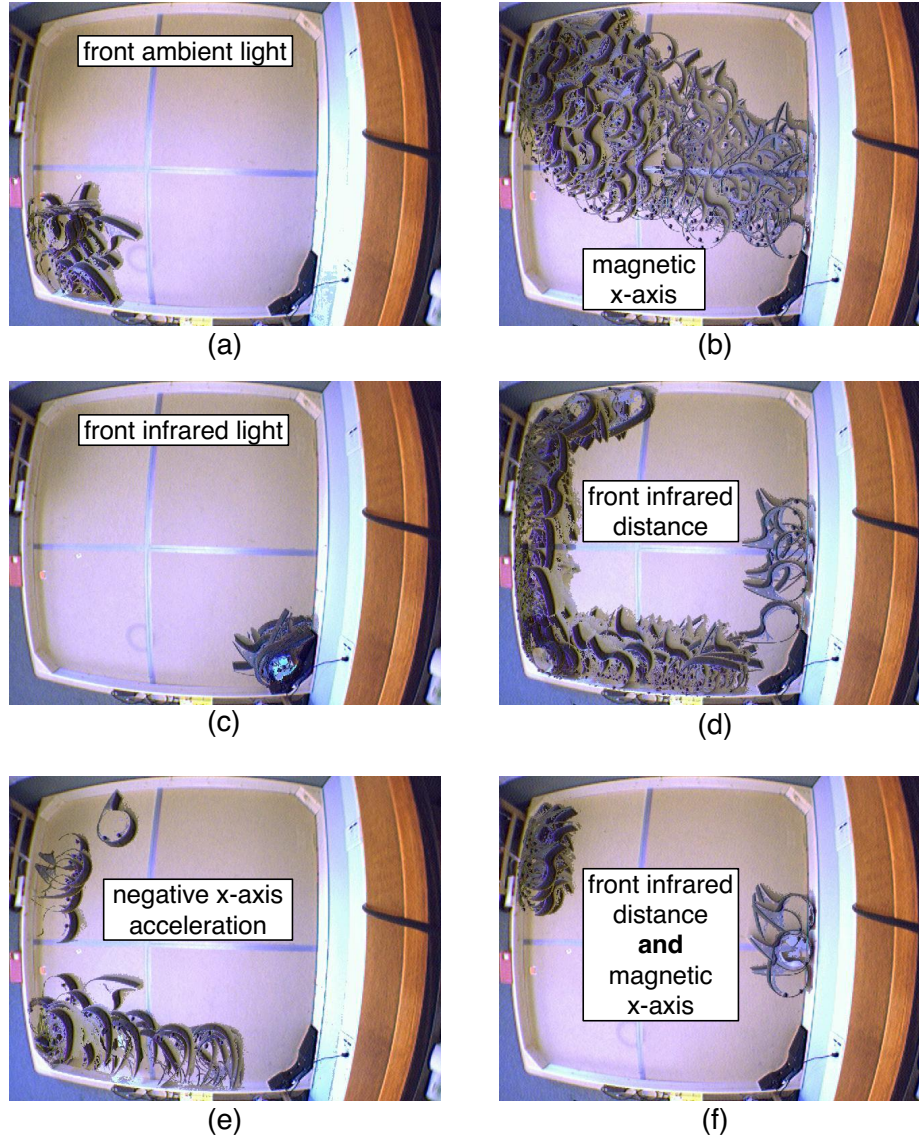 front ambient light
(a)
magnetic
x-axis
(b)
front infrared light
(c)
front infrared
distance
(d)
negative x-axis
acceleration
(e)
front infrared
distance
and
magnetic
x-axis
(f)